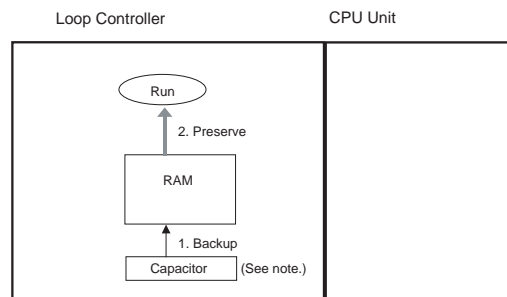 Loop Controller
CPU Unit
Run
2. Preserve
RAM
1. Backup
Capacitor
(See note.)